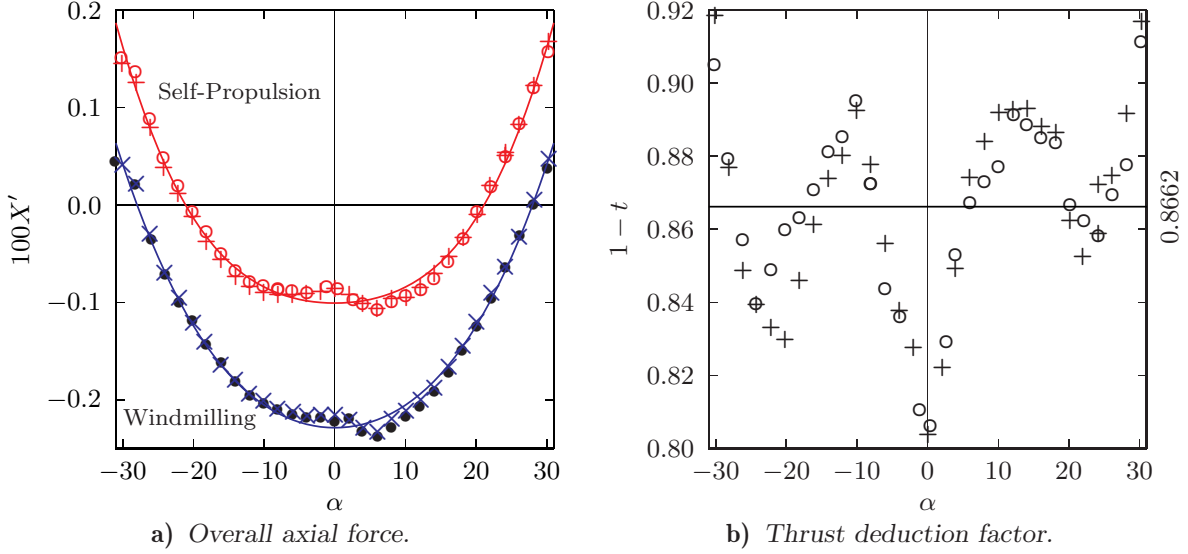 0.2
0.1
0.0
−0.1
−0.2
100X′
Self-Propulsion
Windmilling
−30 −20 −10 0 10 20 30
α
a) Overall axial force.
0.92
0.90
0.88
0.86
0.84
0.82
0.80
1 − t
0.8662
−30 −20 −10 0 10 20 30
α
b) Thrust deduction factor.